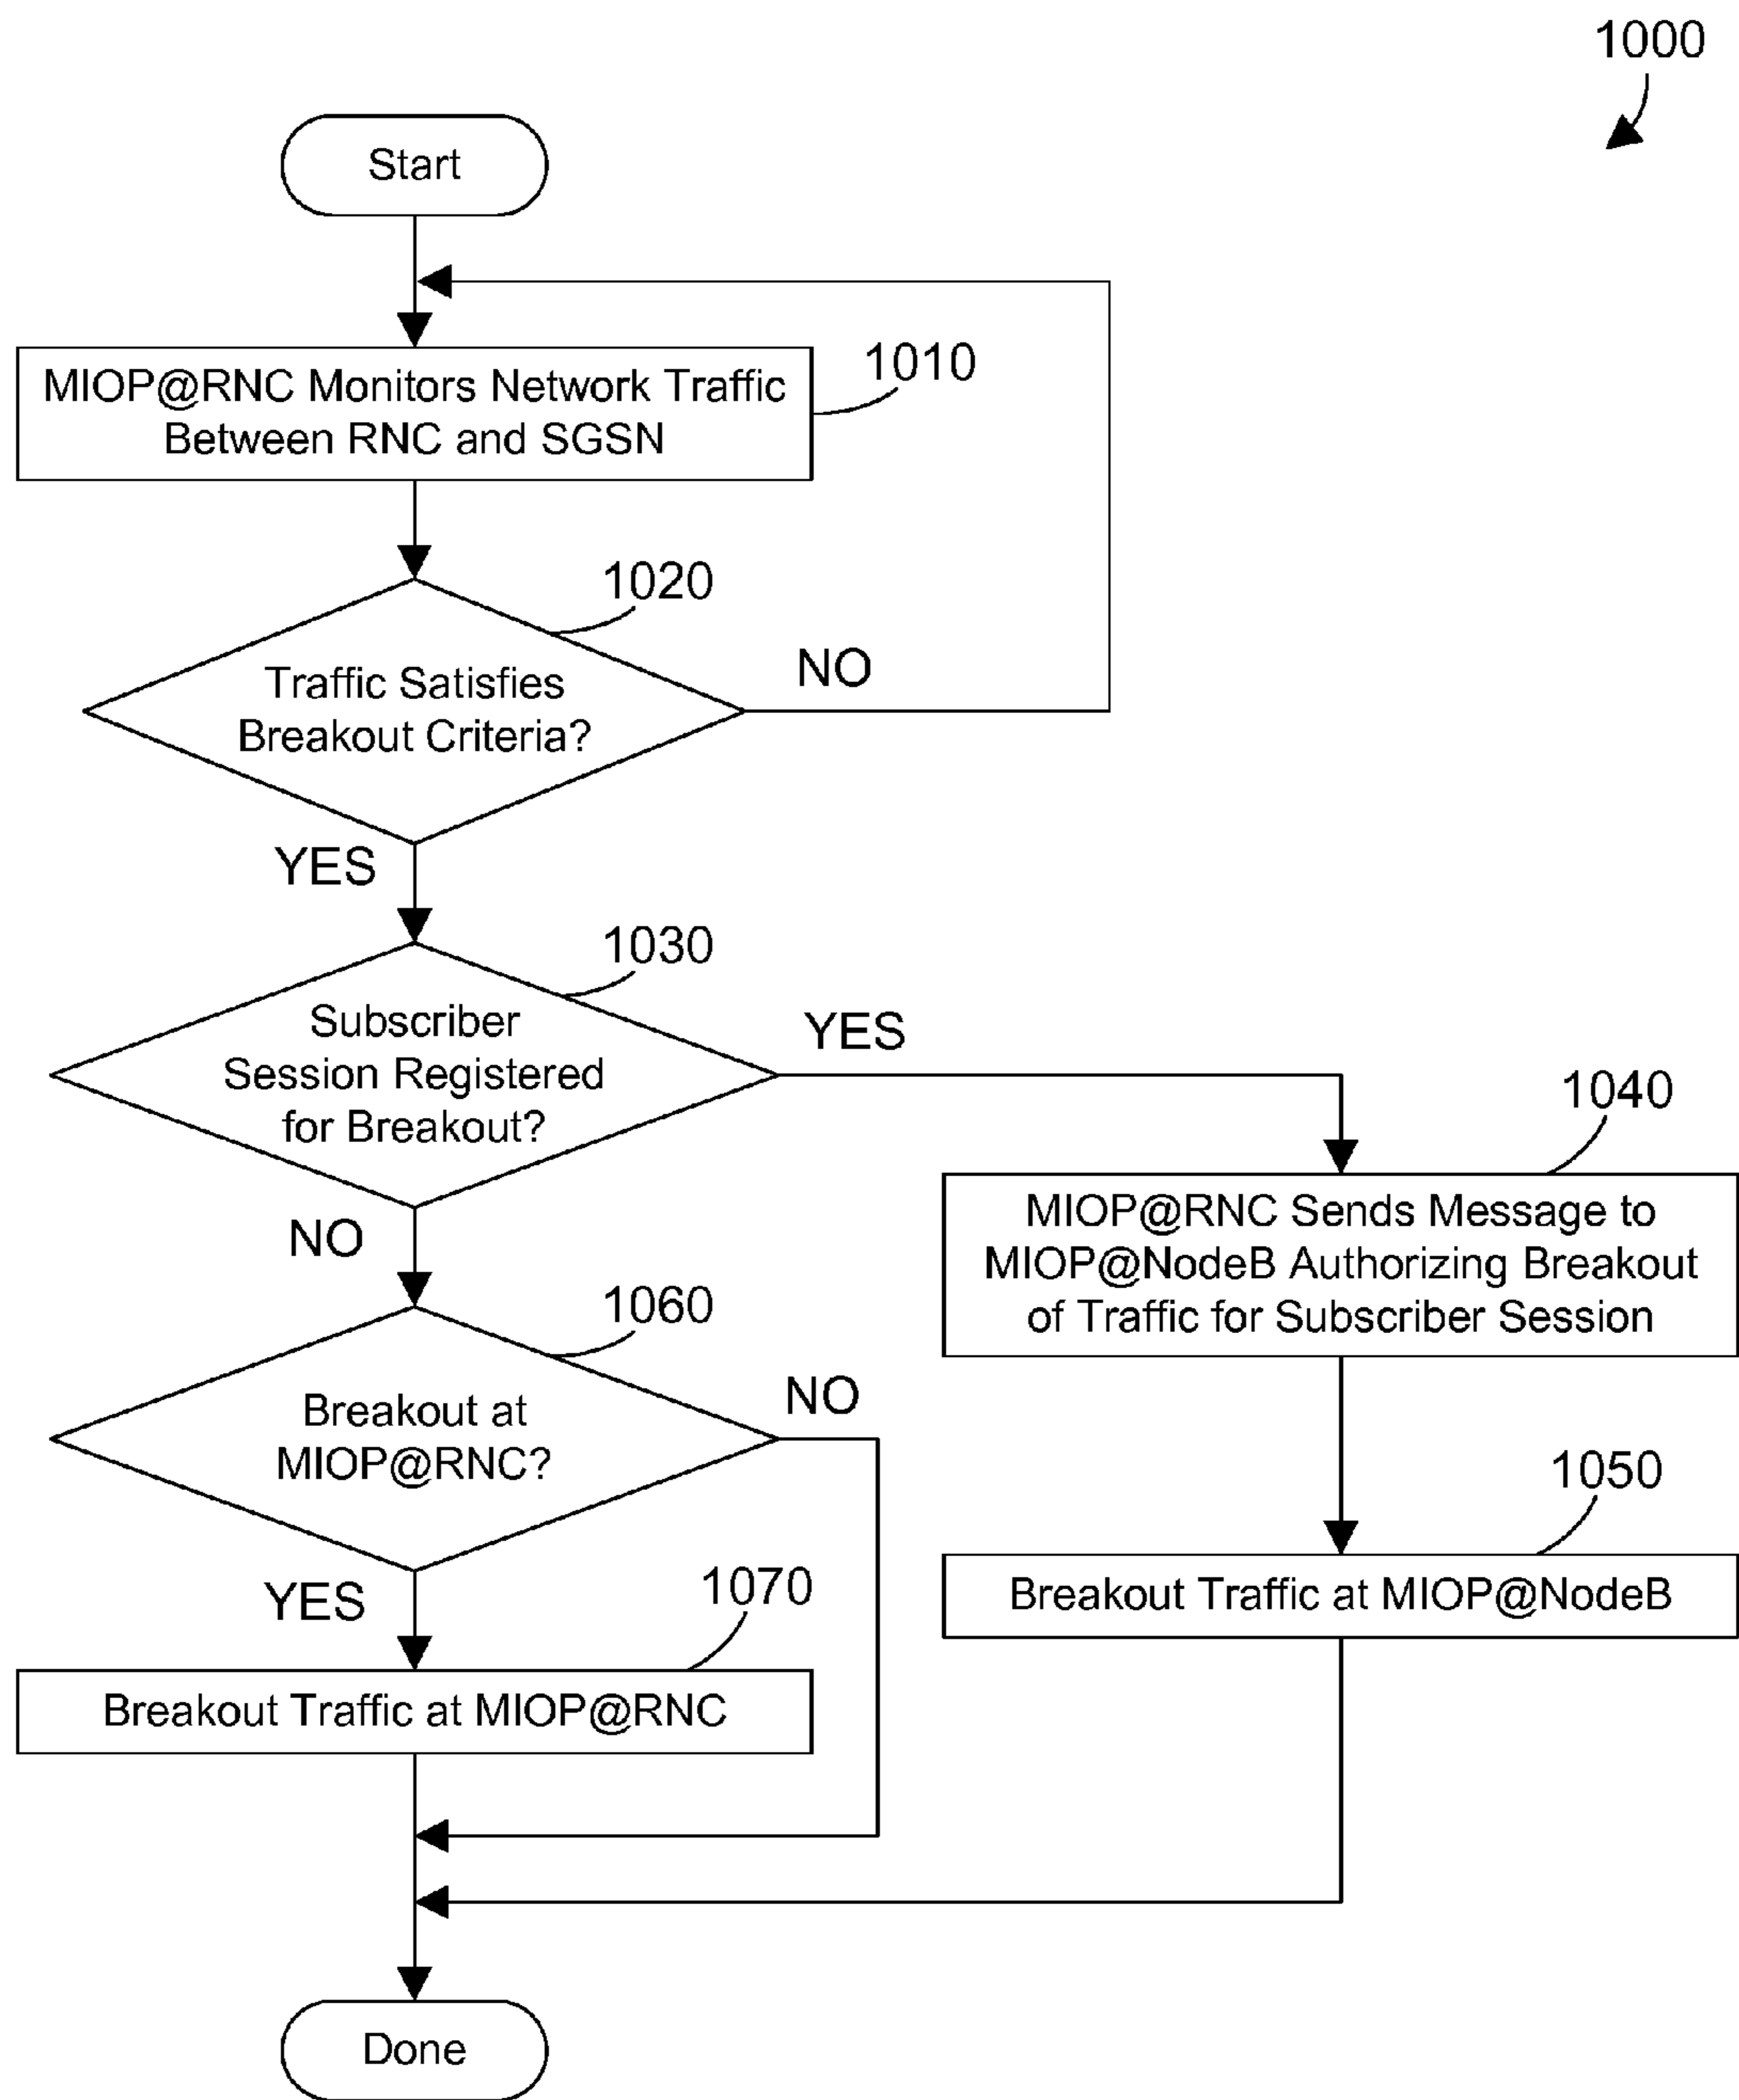 1000
Start
MIOP@RNC Monitors Network Traffic
Between RNC and SGSN
1010
1020
Traffic Satisfies
Breakout Criteria?
NO
YES
1030
Subscriber
Session Registered
for Breakout?
YES
NO
1040
MIOP@RNC Sends Message to
MIOP@NodeB Authorizing Breakout
of Traffic for Subscriber Session
1060
Breakout at
MIOP@RNC?
NO
YES
1050
Breakout Traffic at MIOP@NodeB
1070
Breakout Traffic at MIOP@RNC
Done